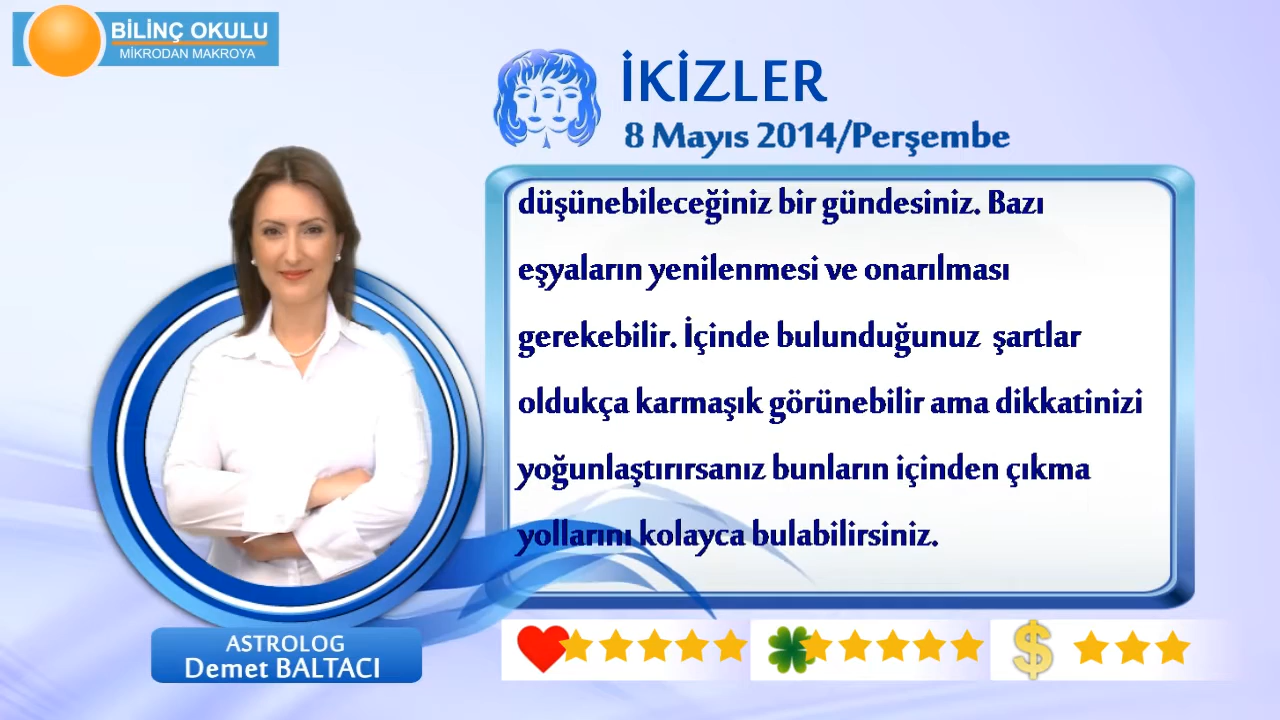 BİLİNÇ OKULU
MİKRODAN MAKROYA
İKİZLER
8 Mayıs 2014/Perşembe
düşünebileceğiniz bir gündesiniz. Bazı
eşyaların yenilenmesi ve onarılması
gerekebilir. İçinde bulunduğunuz  şartlar
oldukça karmaşık görünebilir ama dikkatinizi
yoğunlaştırırsanız bunların içinden çıkma
yollarını kolayca bulabilirsiniz.
ASTROLOG
Demet BALTACI
$